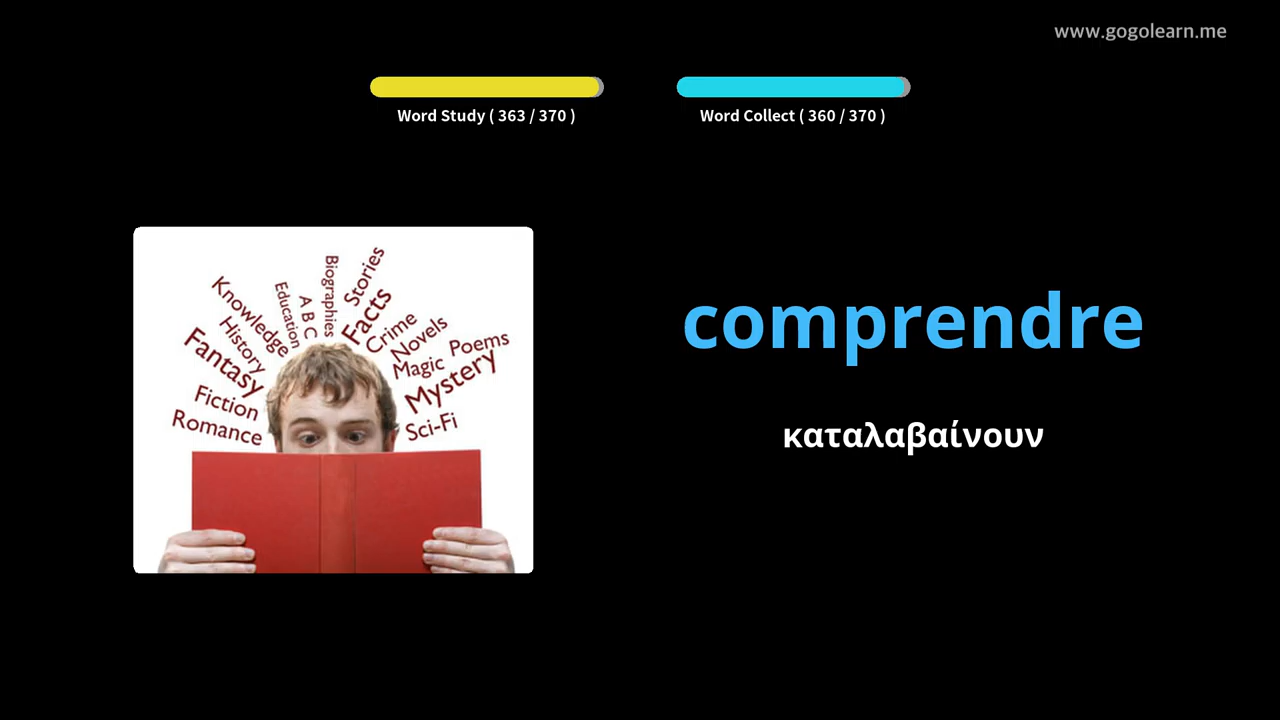 www.gogolearn.me
Word Study ( 363 / 370 )
Word Collect ( 360 / 370 )
Biographies
Stories
Education
A B C
Facts
Knowledge
History
Crime
Novels
Fantasy
Magic
Poems
Mystery
Fiction
Romance
Sci-Fi
comprendre
καταλαβαίνουν